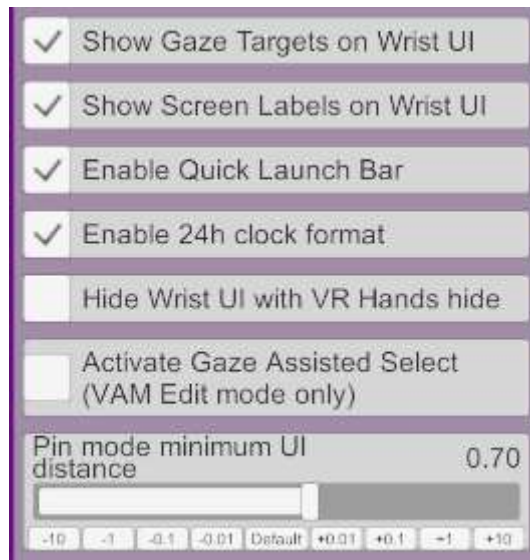 Show Gaze Targets on Wrist UI
Show Screen Labels on Wrist UI
Enable Quick Launch Bar
Enable 24h clock format
Hide Wrist UI with VR Hands hide
Activate Gaze Assisted Select
(VAM Edit mode only)
Pin mode minimum UI
distance
0.70
-10 -1 -0.1 -0.01 Default +0.01 +0.1 +1 +10